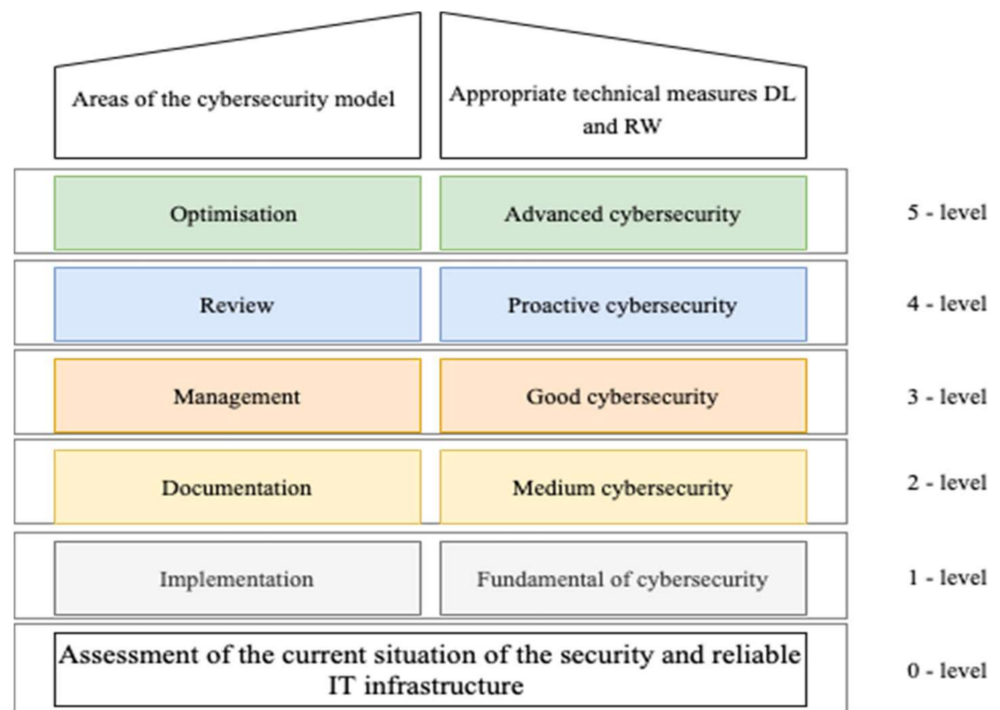 Areas of the cybersecurity model
Appropriate technical measures DL
and RW
Optimisation
Advanced cybersecurity
5 - level
Review
Proactive cybersecurity
4 - level
Management
Good cybersecurity
3 - level
Documentation
Medium cybersecurity
2 - level
Implementation
Fundamental of cybersecurity
1 - level
Assessment of the current situation of the security and reliable
IT infrastructure
0 - level